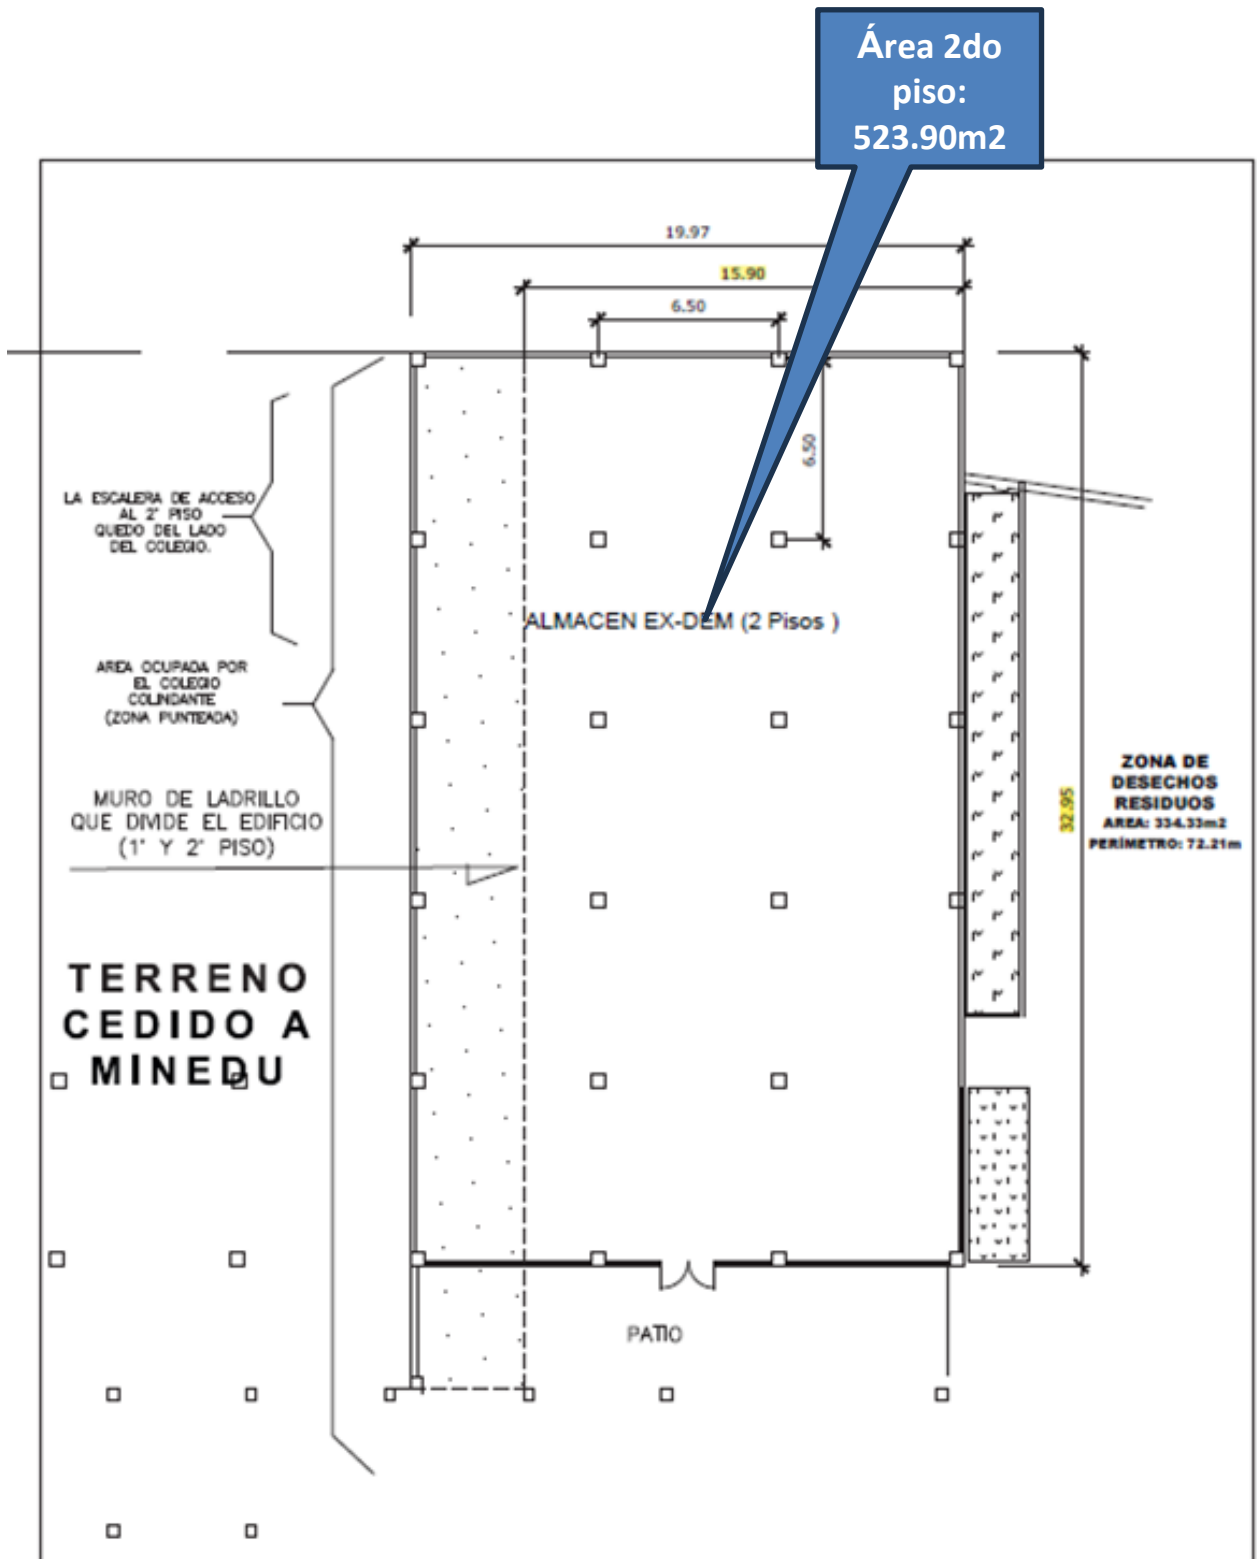 Área 2do
piso:
523.90m2
19.97
15.90
6.50
6.50
LA ESCALERA DE ACCESO
AL 2° PISO
QUEDO DEL LADO
DEL COLEGIO.
ALMACEN EX-DEM (2 Pisos )
AREA OCUPADA POR
EL COLEGIO
COLINDANTE
(ZONA PUNTEADA)
MURO DE LADRILLO
QUE DIVIDE EL EDIFICIO
(1° Y 2° PISO)
32.95
ZONA DE
DESECHOS
RESIDUOS
AREA: 334.33m2
PERÍMETRO: 72.21m
TERRENO
CEDIDO A
MINEDU
PATIO